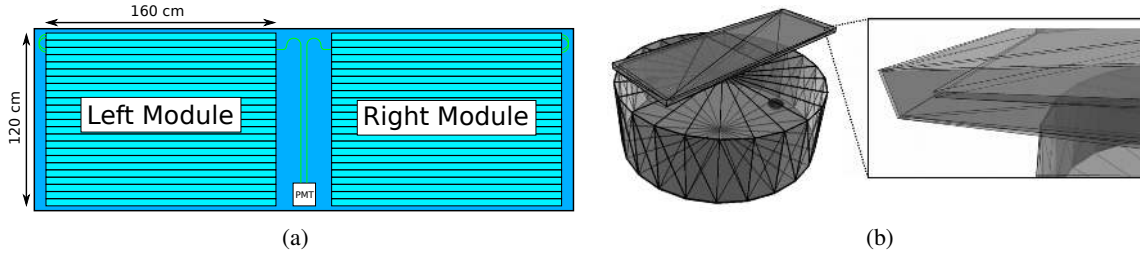 160 cm
120 cm
Left Module
Right Module
PMT
(a)
(b)